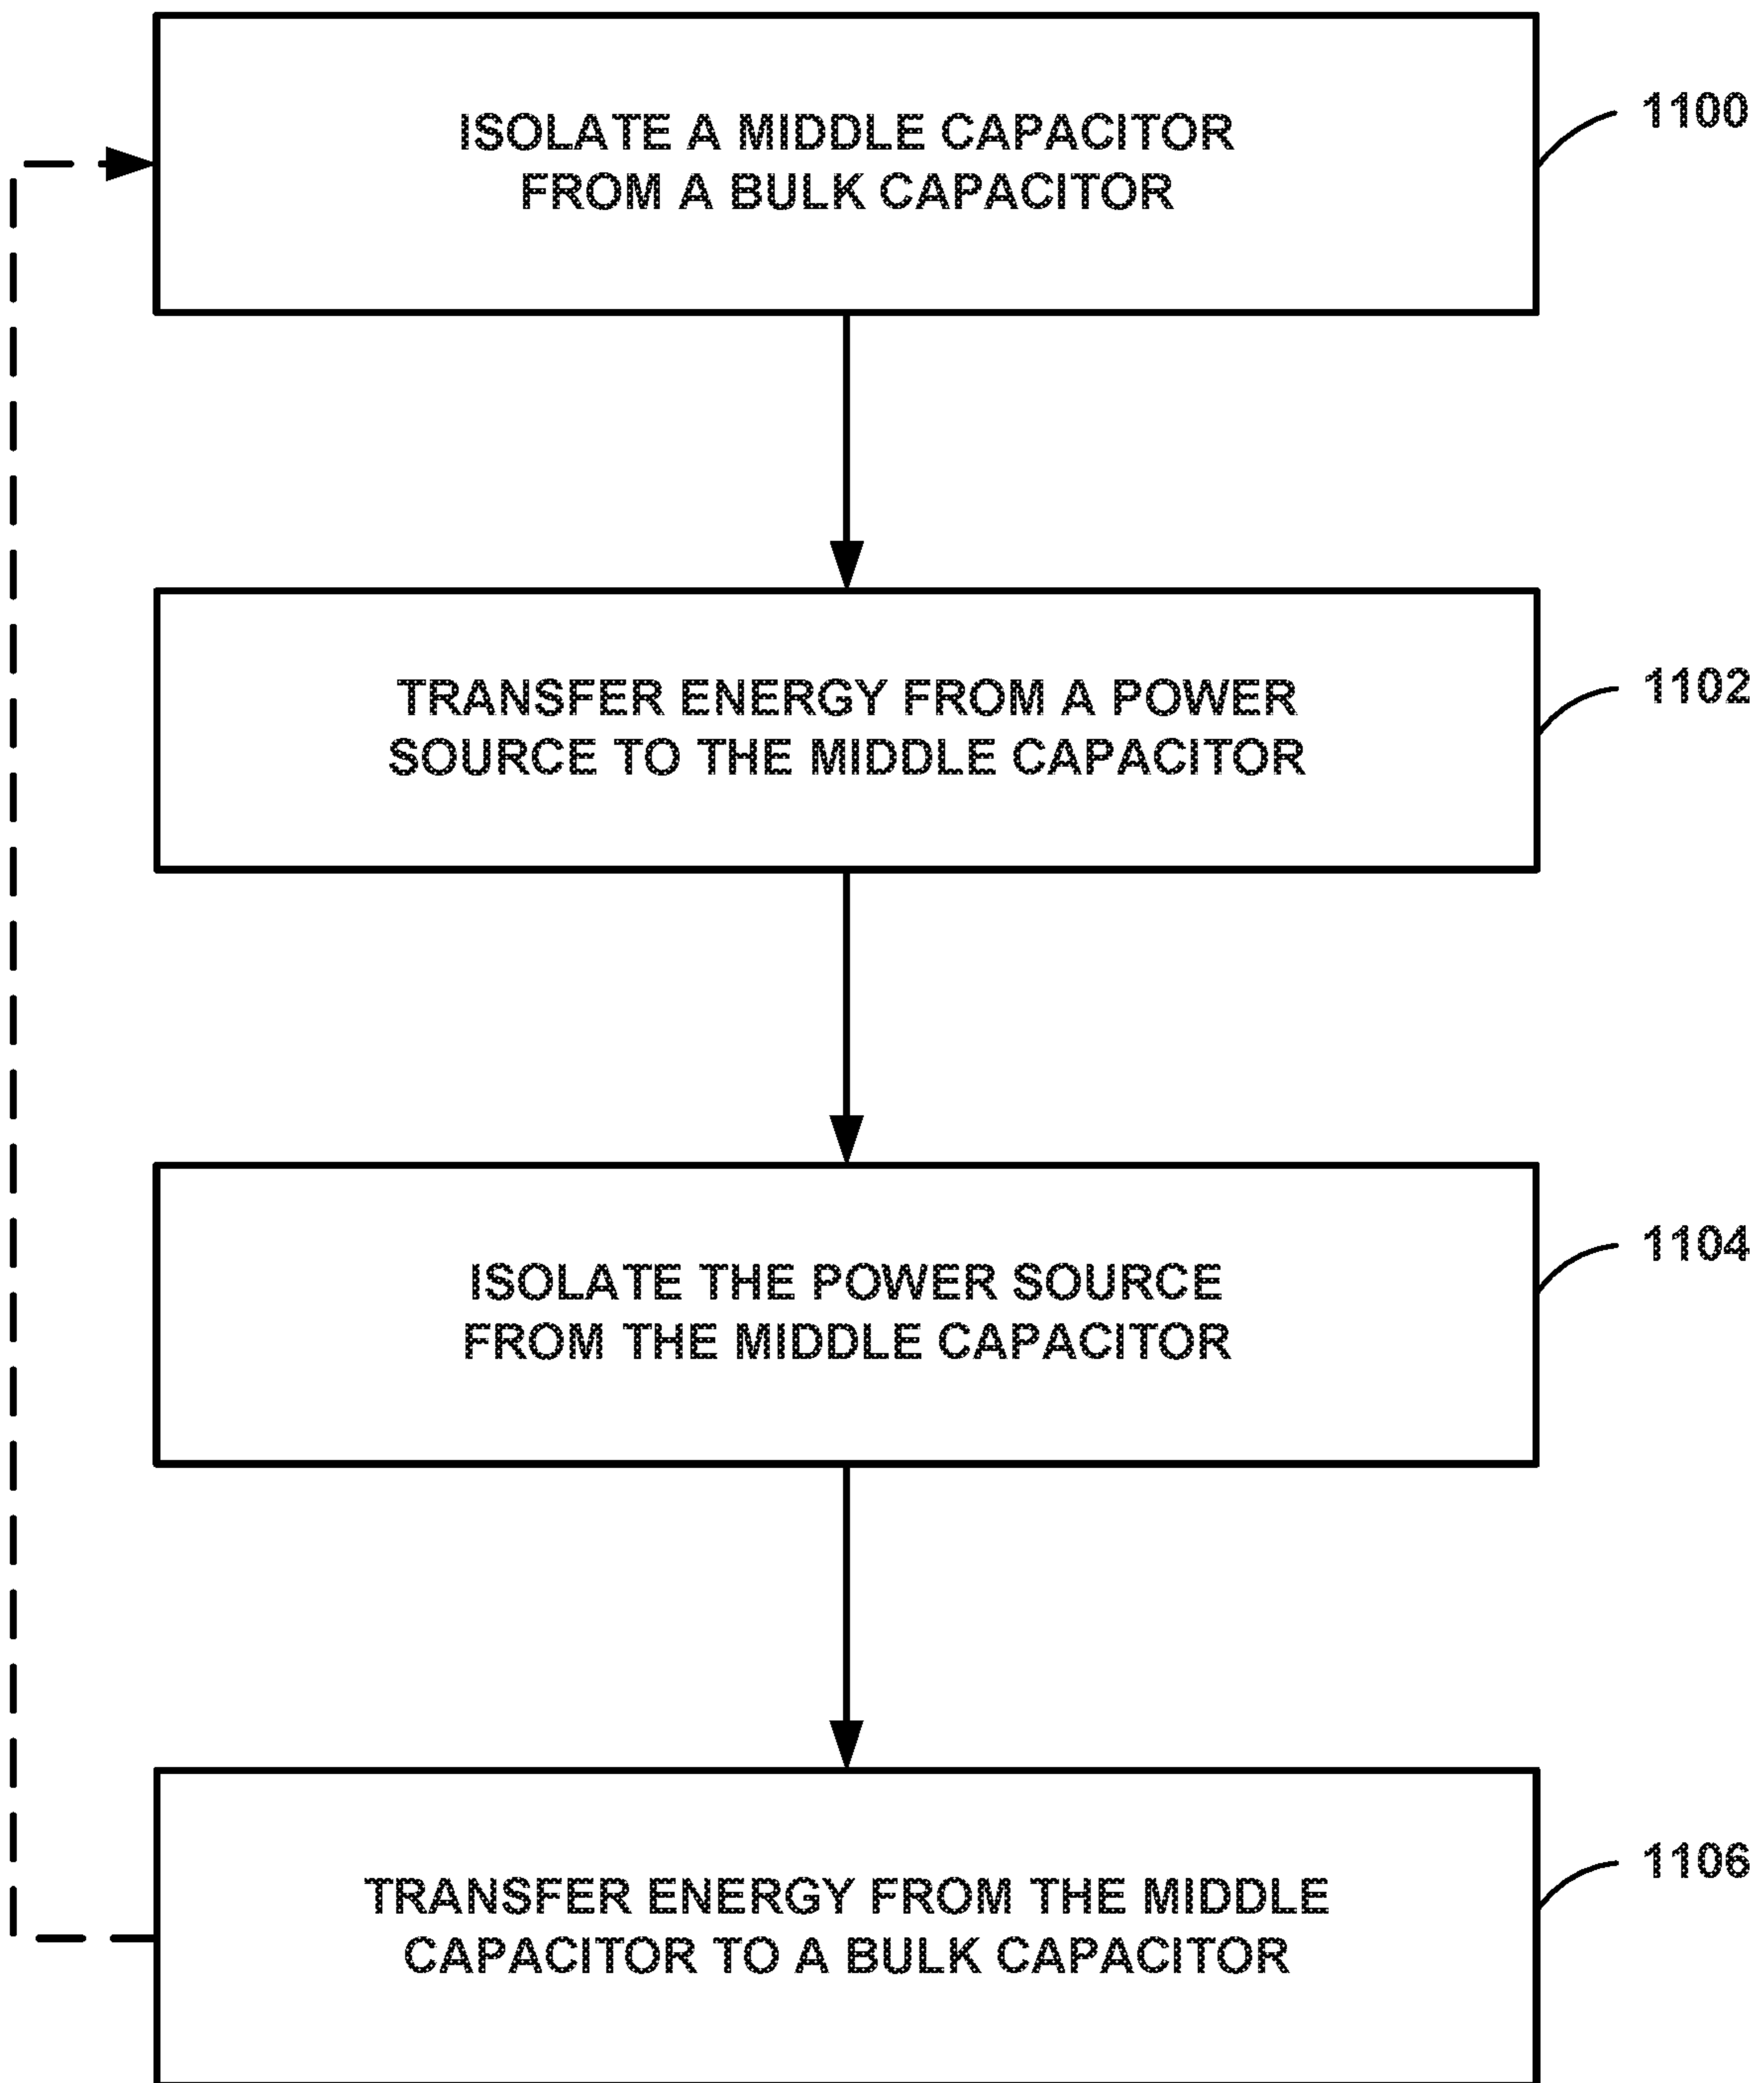 ISOLATE A MIDDLE CAPACITOR
FROM A BULK CAPACITOR
1100
TRANSFER ENERGY FROM A POWER
SOURCE TO THE MIDDLE CAPACITOR
1102
ISOLATE THE POWER SOURCE
FROM THE MIDDLE CAPACITOR
1104
TRANSFER ENERGY FROM THE MIDDLE
CAPACITOR TO A BULK CAPACITOR
1106